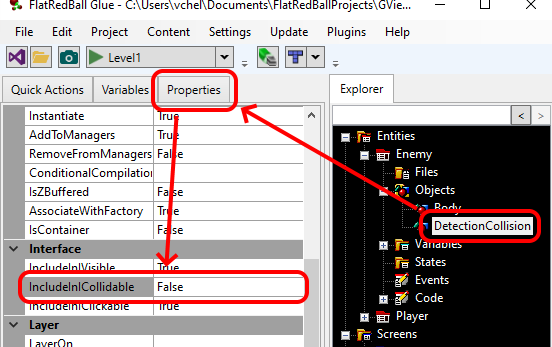 FlatRedBall Glue - C:\Users\vchel\Documents\FlatRedBallProjects\GVie...
File Edit Project Content Settings Update Plugins
Level1
Quick Actions Variables Properties
Instantiate True
AddToManagers True
RemoveFromManagers False
ConditionalCompilation
IsZBuffered False
AssociateWithFactory True
IsContainer False
Interface
IncludeInIVisible True
IncludeInICollidable False
IncludeInIClickable True
Layer
LayerOn
Explorer
< >
Entities
Enemy
Files
Objects
Body
DetectionCollision
Variables
States
Events
Code
Player
Screens